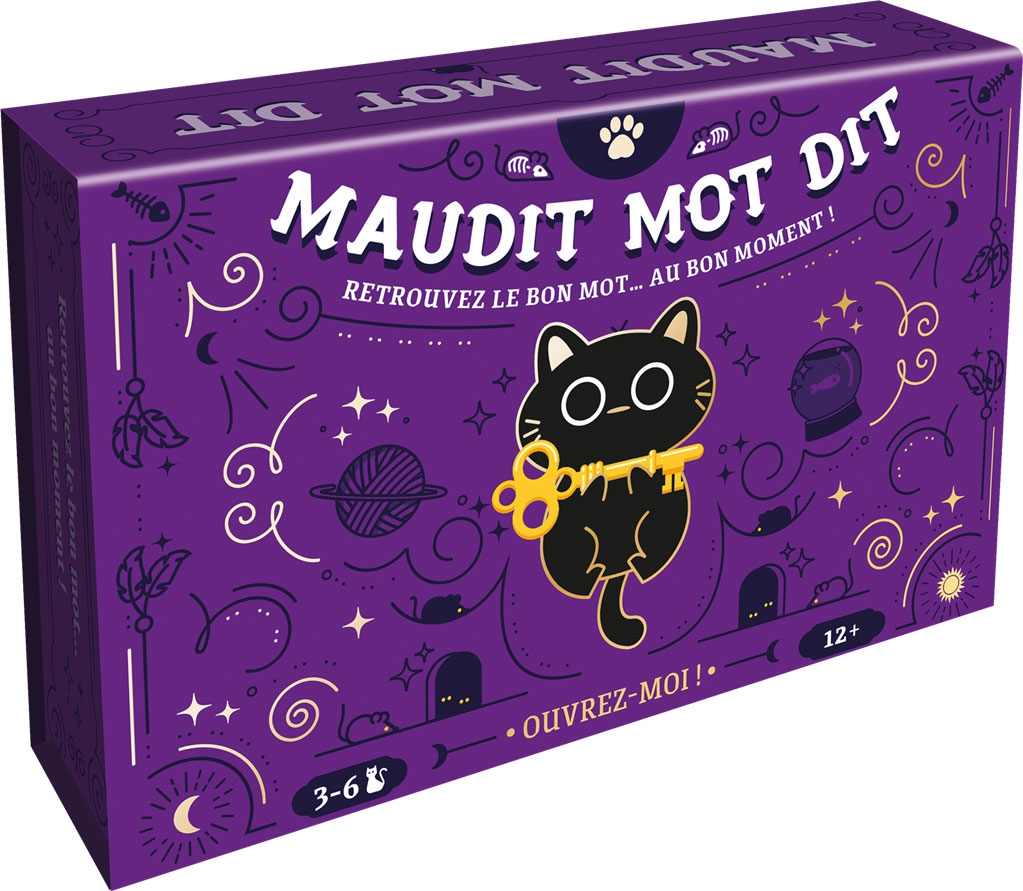 MAUDIT MOT DIT
MAUDIT MOT DIT
RETROUVEZ LE BON MOT... AU BON MOMENT !
Retrouvez le bon mot...
au bon moment !
• OUVREZ-MOI ! •
3-6
12+